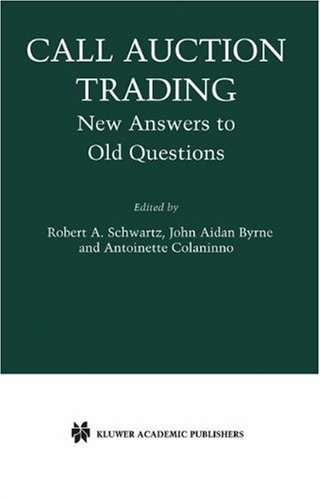 CALL AUCTION
TRADING
New Answers to
Old Questions
Edited by
Robert A. Schwartz, John Aidan Byrne
and Antoinette Colaninno
KLUWER ACADEMIC PUBLISHERS